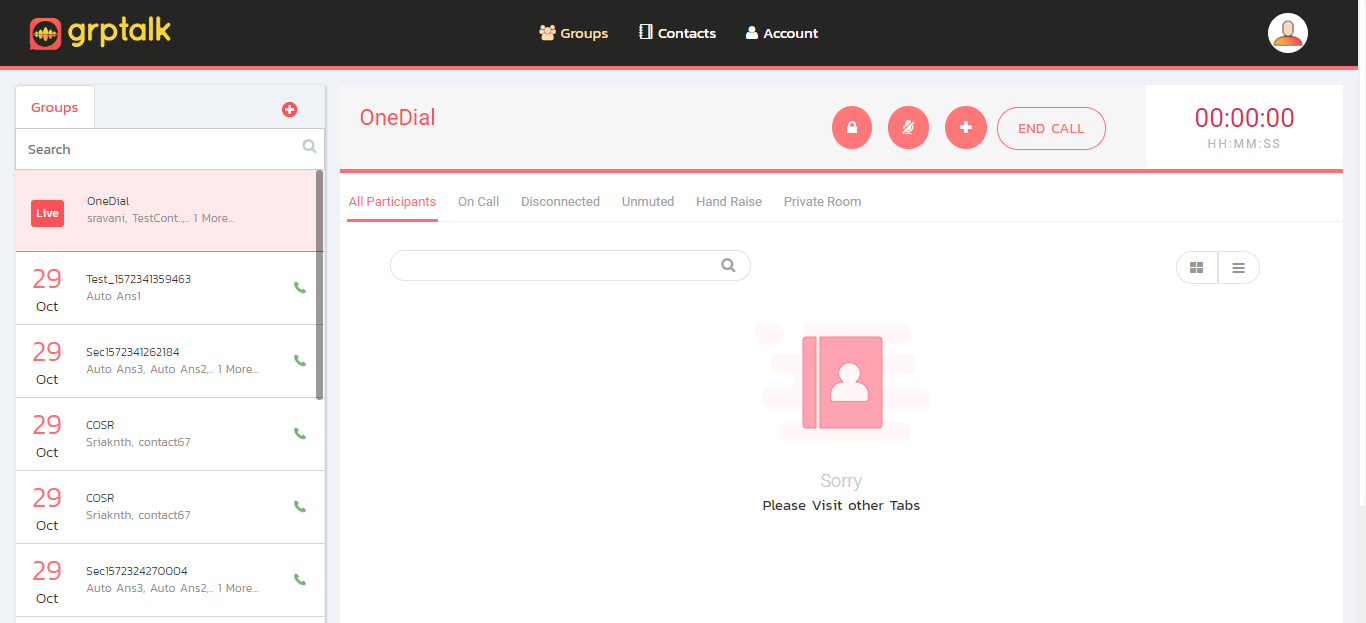 grptalk
Groups
Contacts
Account
Groups
Search
Live
OneDial
sravani, TestCont..,.. 1 More...
29
Oct
Test_1572341359463
Auto Ans1
29
Oct
Sec1572341262184
Auto Ans3, Auto Ans2,.. 1 More...
29
Oct
COSR
Sriaknth, contact67
29
Oct
COSR
Sriaknth, contact67
29
Oct
Sec1572324270004
Auto Ans3, Auto Ans2,.. 1 More...
OneDial
END CALL
00:00:00
HH:MM:SS
All Participants
On Call
Disconnected
Unmuted
Hand Raise
Private Room
Sorry
Please Visit other Tabs